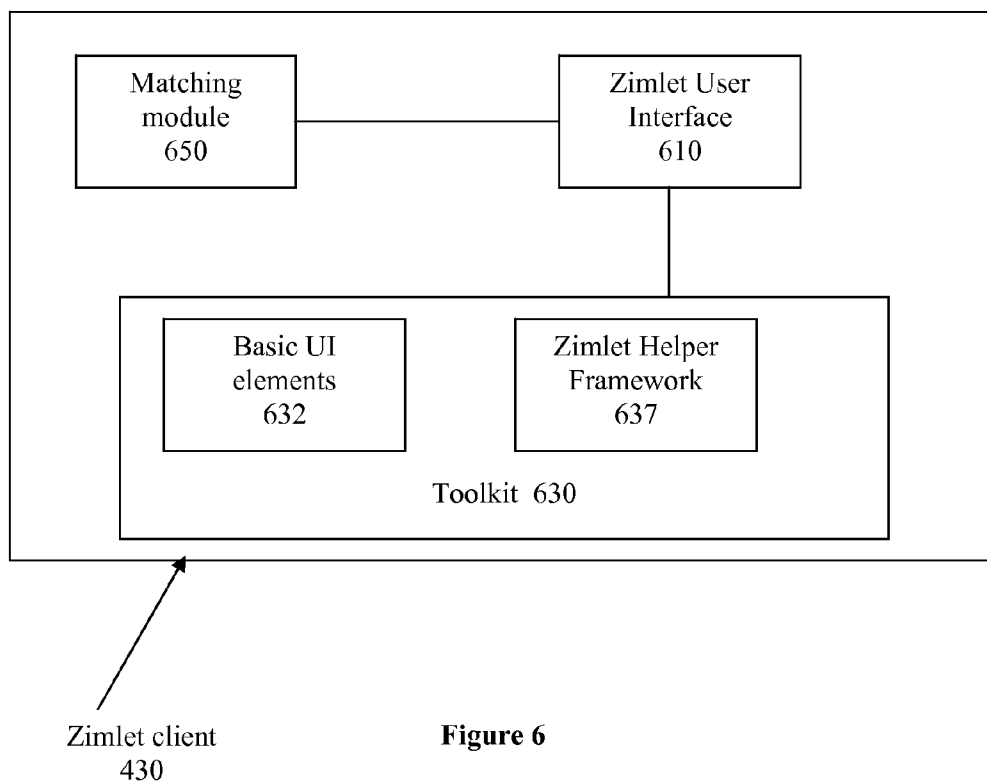 Matching
module
650
Zimlet User
Interface
610
Basic UI
elements
632
Zimlet Helper
Framework
637
Toolkit 630
Zimlet client
430
Figure 6